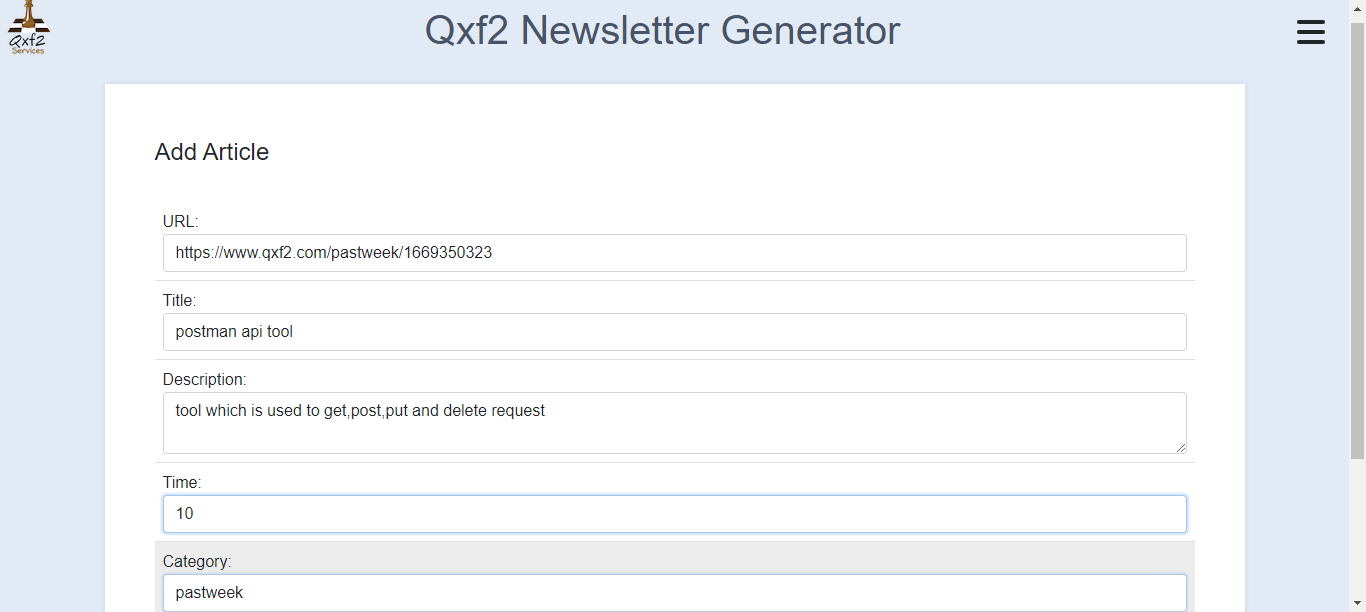 Qxf2
Services
Qxf2 Newsletter Generator
Add Article
URL:
https://www.qxf2.com/pastweek/1669350323
Title:
postman api tool
Description:
tool which is used to get,post,put and delete request
Time:
10
Category:
pastweek